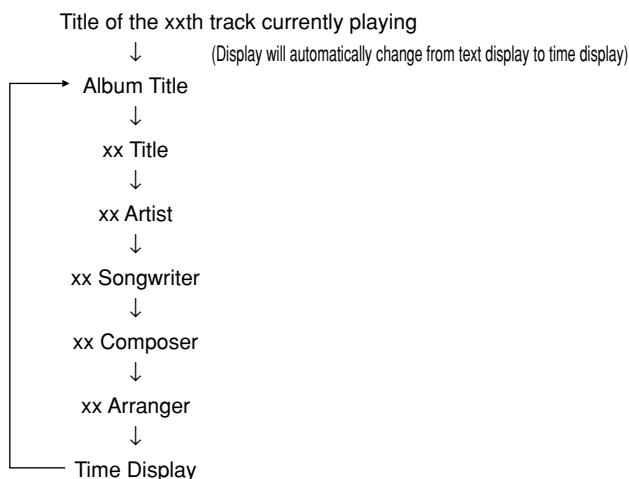 Title of the xxth track currently playing
↓ (Display will automatically change from text display to time display)
Album Title
↓
xx Title
↓
xx Artist
↓
xx Songwriter
↓
xx Composer
↓
xx Arranger
↓
Time Display